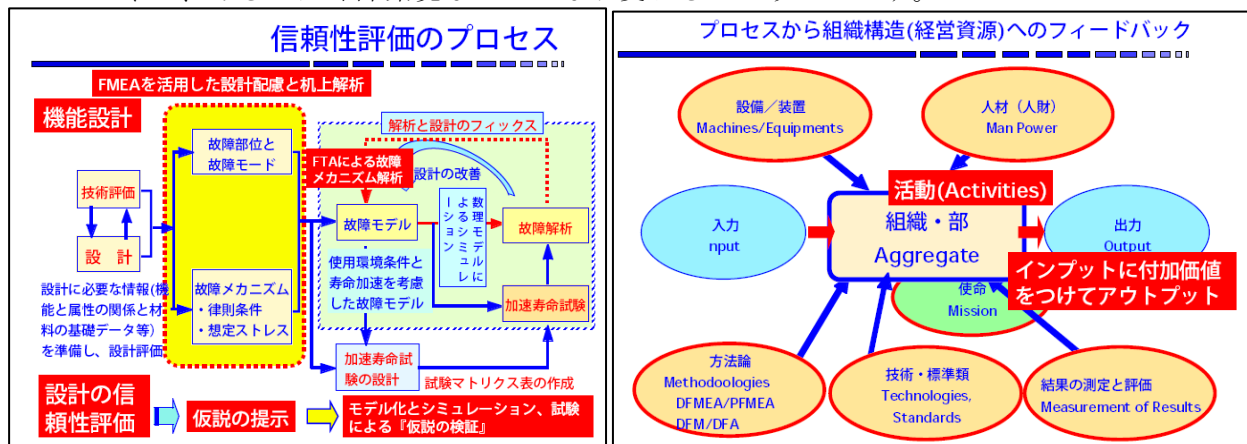 信頼性評価のプロセス
FMEAを活用した設計配慮と机上解析
機能設計
解析と設計のフィックス
故障部位と
故障モード
FTAによる故障
メカニズム解析
設計の改善
技術評価
設 計
故障モデル
数理モデルに
よるシミュレ
ーション
故障解析
使用環境条件と
寿命加速を考慮
した故障モデル
加速寿命試験
故障メカニズム
・律則条件
・想定ストレス
設計に必要な情報(機
能と属性の関係と材
料の基礎データ等)
を準備し、設計評価
加速寿命試
験の設計
試験マトリクス表の作成
設計の信
頼性評価
仮説の提示
モデル化とシミュレーション、試験
による『仮説の検証』
プロセスから組織構造(経営資源)へのフィードバック
設備／装置
Machines/Equipments
人材（人財）
Man Power
活動(Activities)
入力
nput
組織・部
Aggregate
出力
Output
インプットに付加価値
をつけてアウトプット
使命
Mission
方法論
Methodoologies
DFMEA/PFMEA
DFM/DFA
技術・標準類
Technologies,
Standards
結果の測定と評価
Measurement of Results